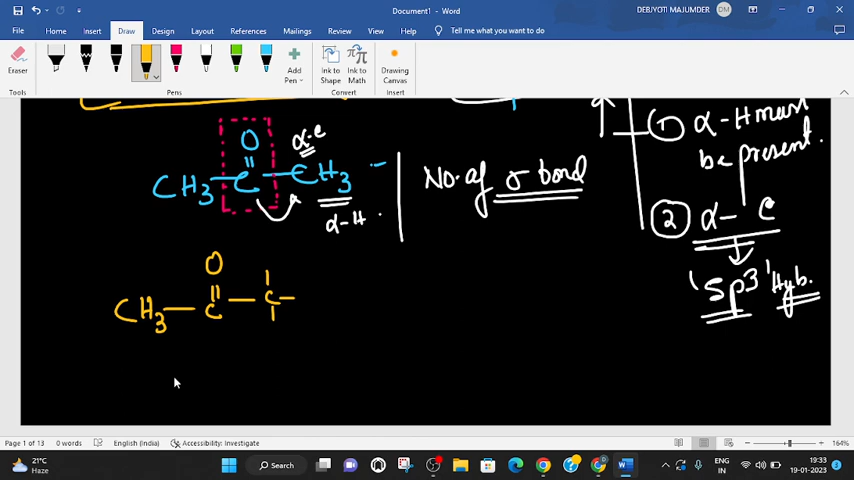 Document1 - Word
DEBJYOTI MAJUMDER
DM
File
Home
Insert
Draw
Design
Layout
References
Mailings
Review
View
Help
Tell me what you want to do
Eraser
Add
Pen
Ink to
Shape
Ink to
Math
Drawing
Canvas
Tools
Pens
Convert
Insert
O
α-C
CH3 C CH3
α-H
No. of σ bond
① α-H must
be present.
② α- C
'Sp3' Hyb.
O
CH3 C C
Page 1 of 13
0 words
English (India)
Accessibility: Investigate
164%
21°C
Haze
Search
ENG
IN
19:33
19-01-2023